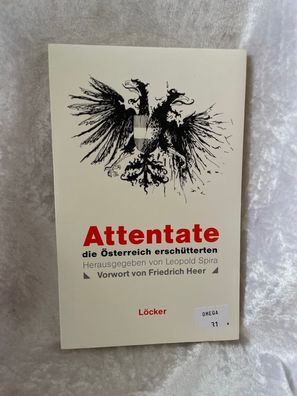 Attentate
die Österreich erschütterten
Herausgegeben von Leopold Spira
Vorwort von Friedrich Heer
Löcker
OMEGA
31